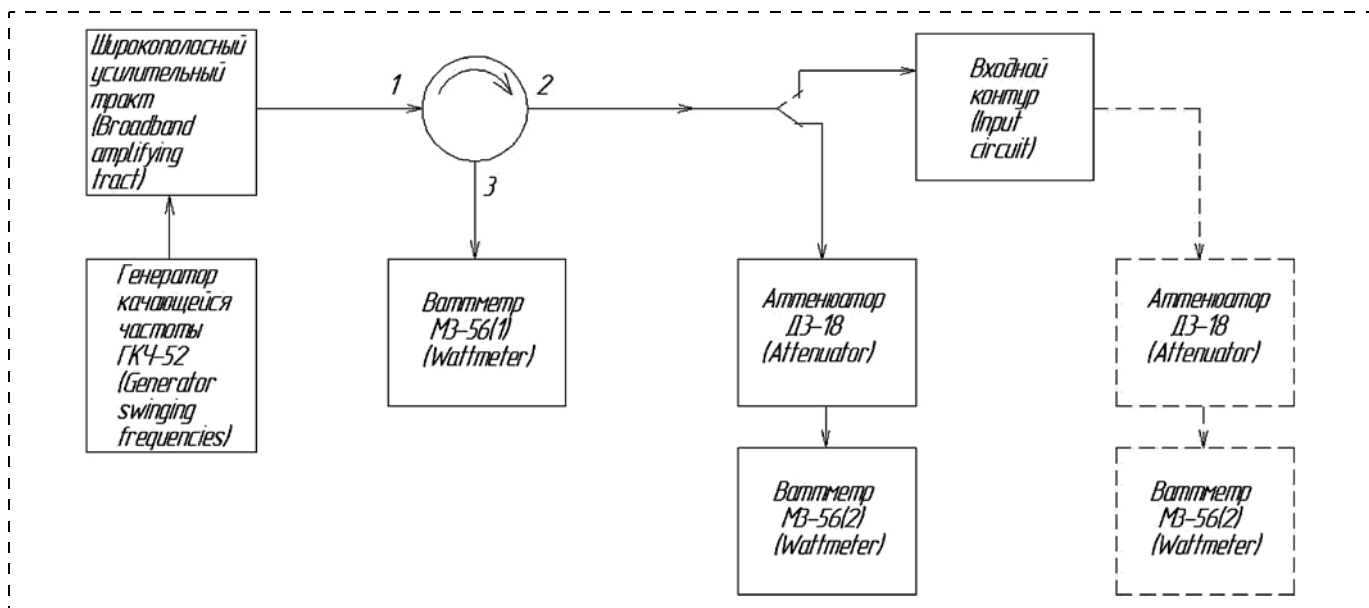 Широкополосный
усилительный
тракт
(Broadband
amplifying
tract)
1
2
3
Входной
контур
(Input
circuit)
Генератор
качающейся
частоты
ГКЧ-52
(Generator
swinging
frequencies)
Ваттметр
М3-56(1)
(Wattmeter)
Аттенюатор
Д3-18
(Attenuator)
Аттенюатор
Д3-18
(Attenuator)
Ваттметр
М3-56(2)
(Wattmeter)
Ваттметр
М3-56(2)
(Wattmeter)